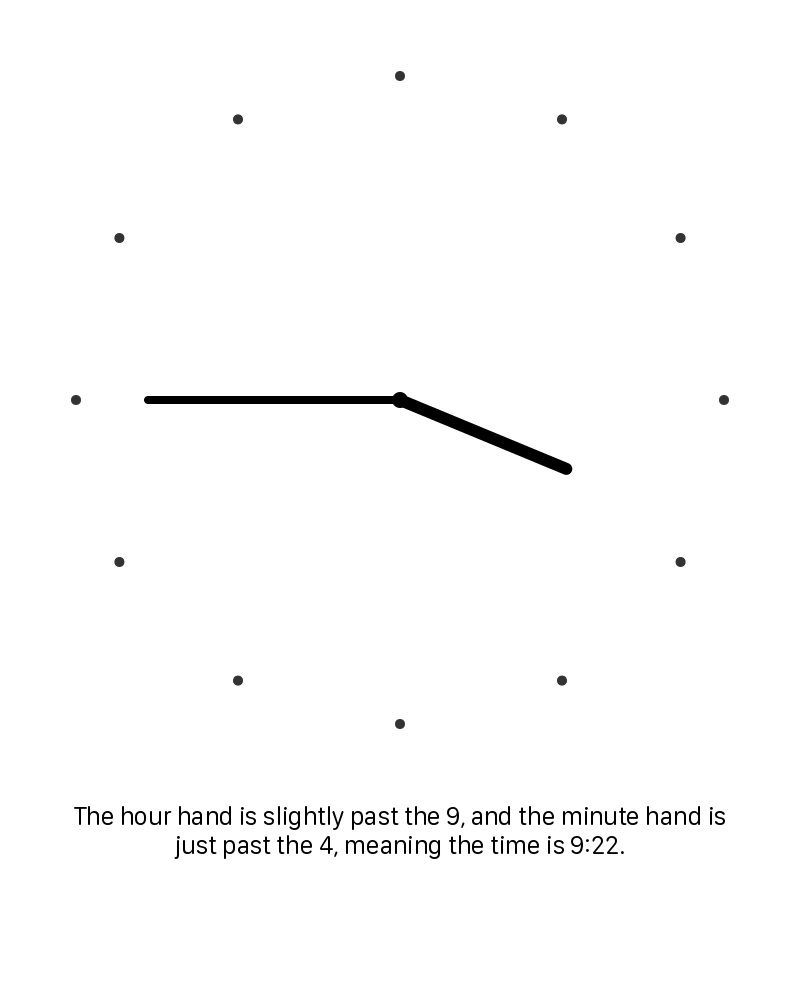 The hour hand is slightly past the 9, and the minute hand is
just past the 4, meaning the time is 9:22.